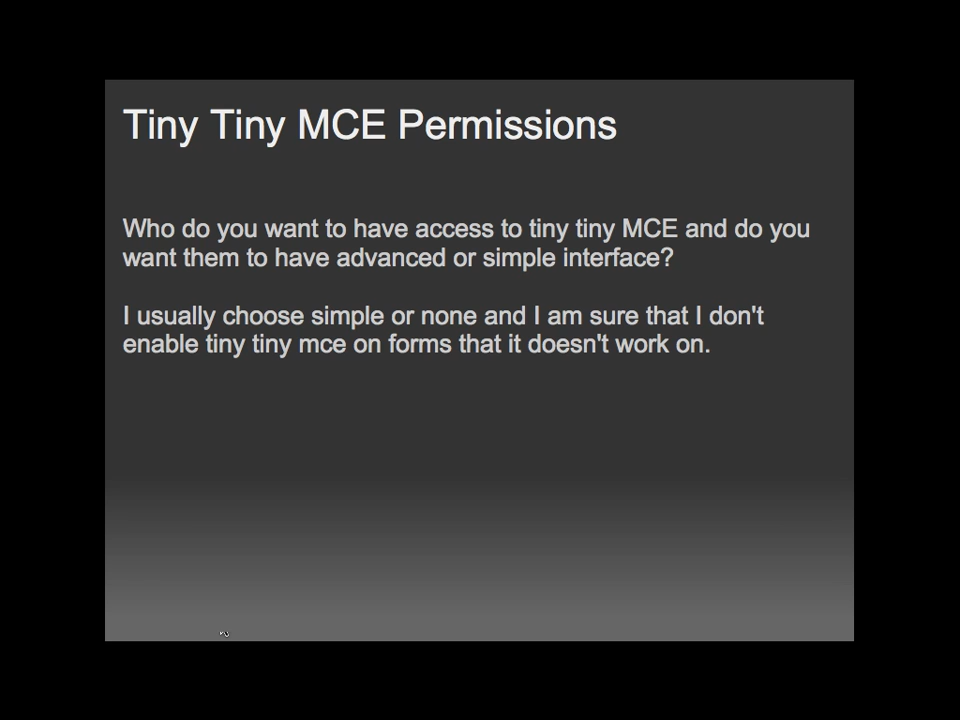 Tiny Tiny MCE Permissions
Who do you want to have access to tiny tiny MCE and do you
want them to have advanced or simple interface?
I usually choose simple or none and I am sure that I don't
enable tiny tiny mce on forms that it doesn't work on.